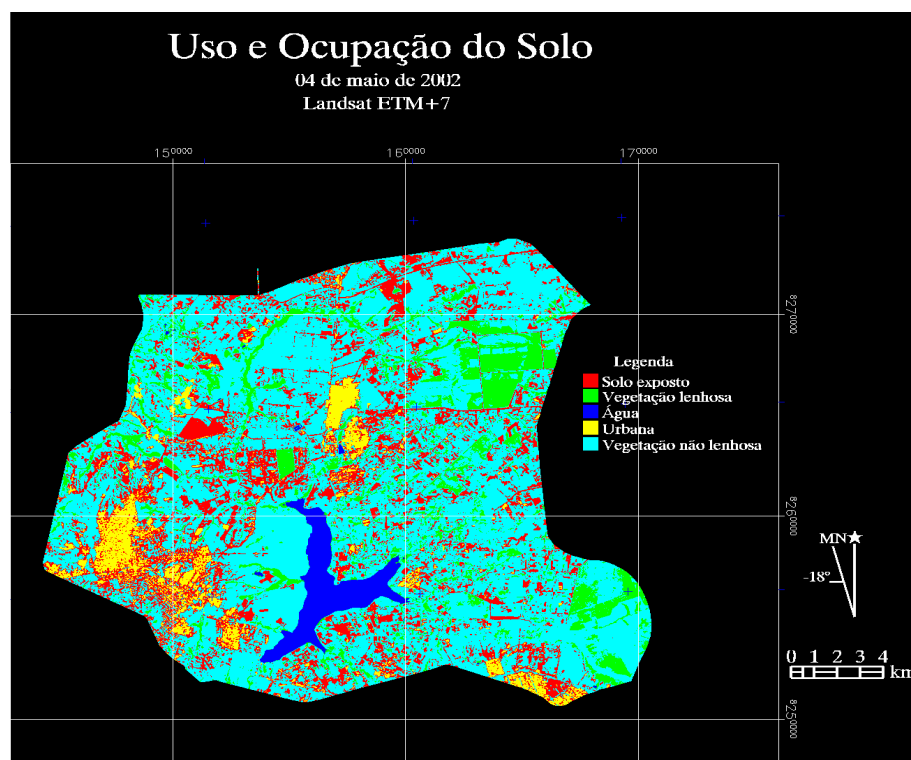 Uso e Ocupação do Solo
04 de maio de 2002
Landsat ETM+7
150000
160000
170000
8270000
Legenda
Solo exposto
Vegetação lenhosa
Água
Urbana
Vegetação não lenhosa
8260000
MN
-18°
0 1 2 3 4
km
8250000